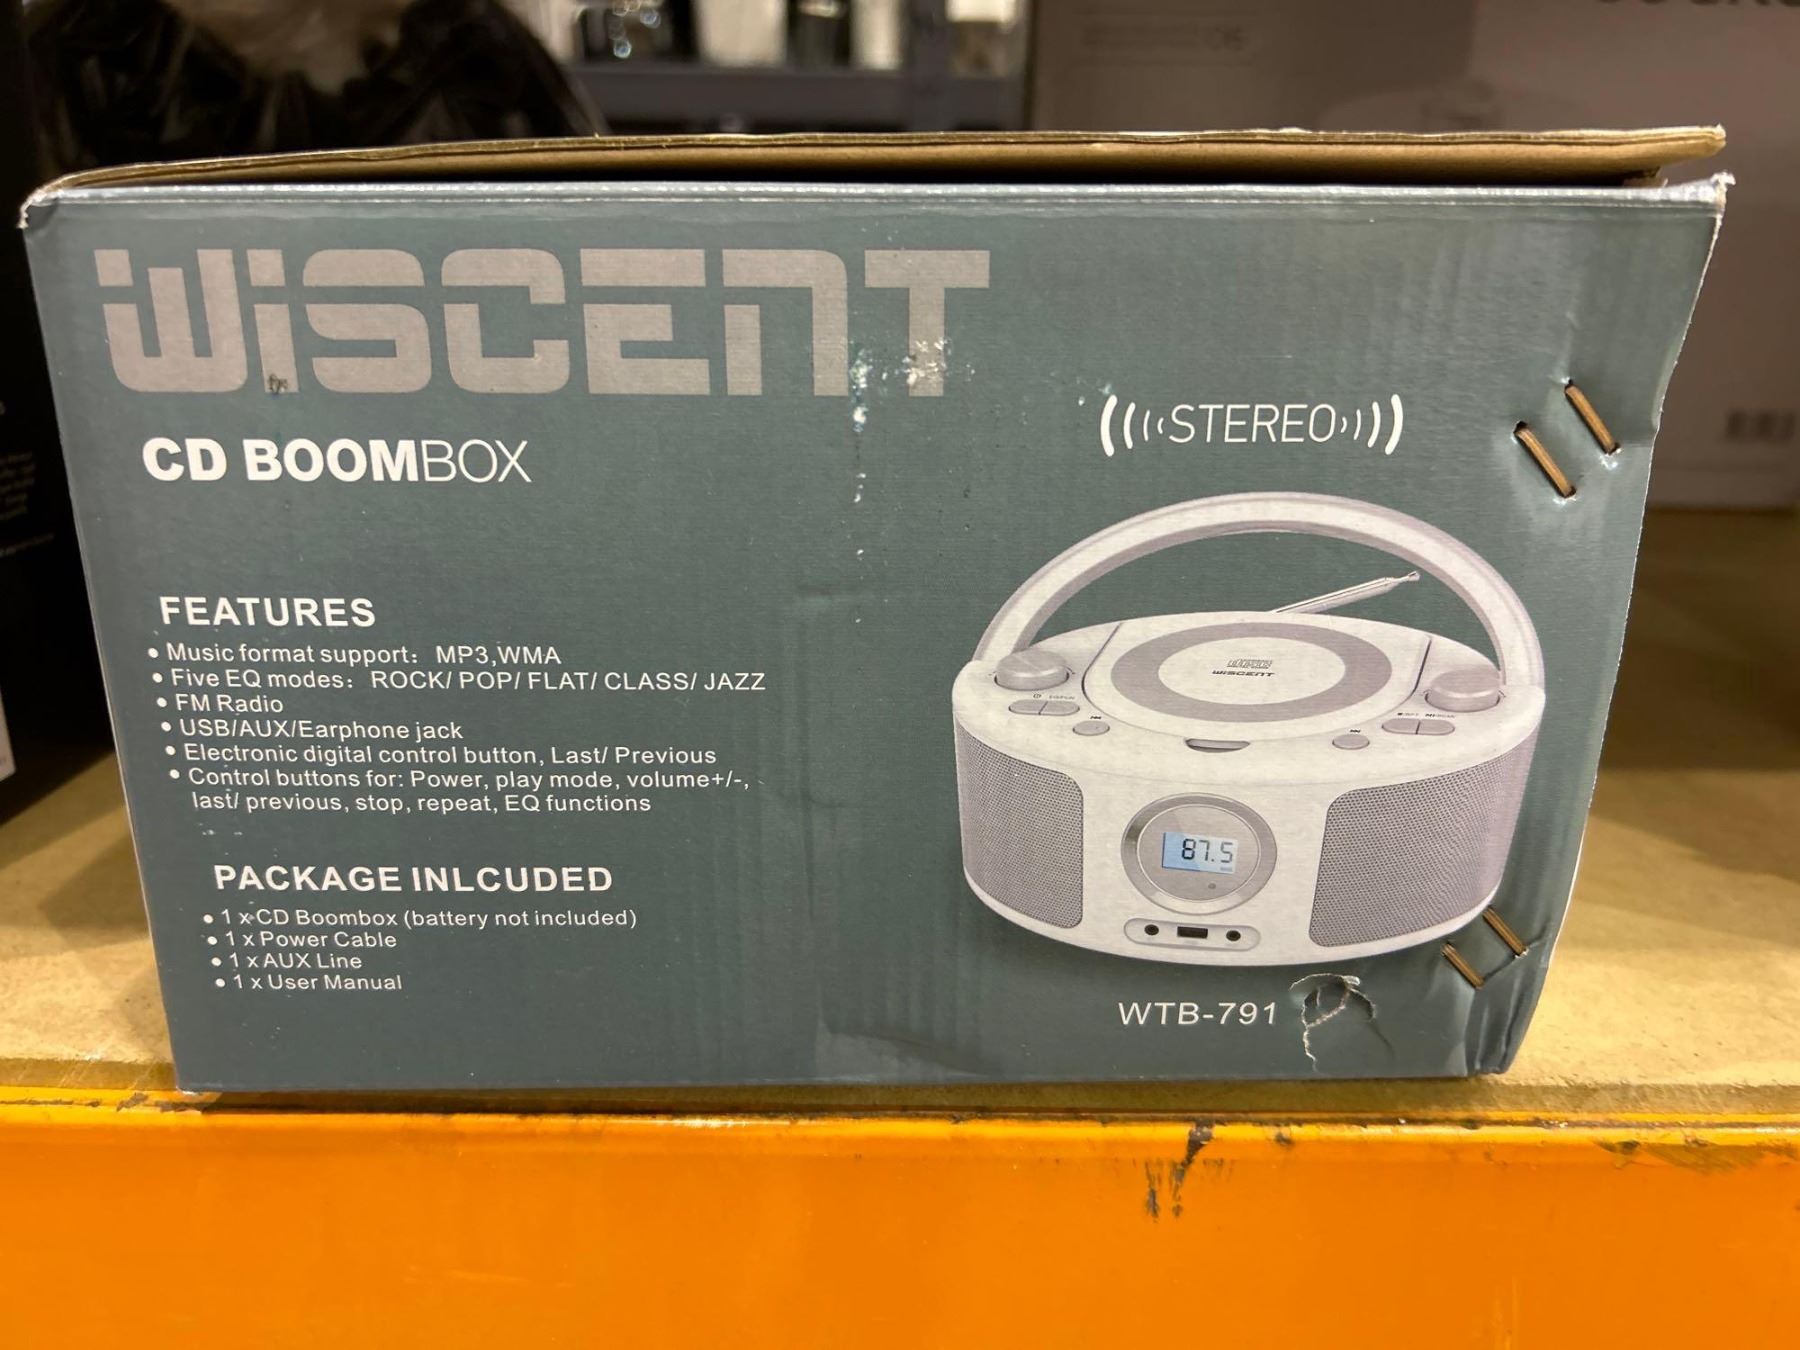 WiSCENT
CD BOOMBOX
(((STEREO)))
FEATURES
• Music format support: MP3,WMA
• Five EQ modes: ROCK/ POP/ FLAT/ CLASS/ JAZZ
• FM Radio
• USB/AUX/Earphone jack
• Electronic digital control button, Last/ Previous
• Control buttons for: Power, play mode, volume+/-,
last/ previous, stop, repeat, EQ functions
PACKAGE INLCUDED
• 1 x CD Boombox (battery not included)
• 1 x Power Cable
• 1 x AUX Line
• 1 x User Manual
WiSCENT
87.5
WTB-791